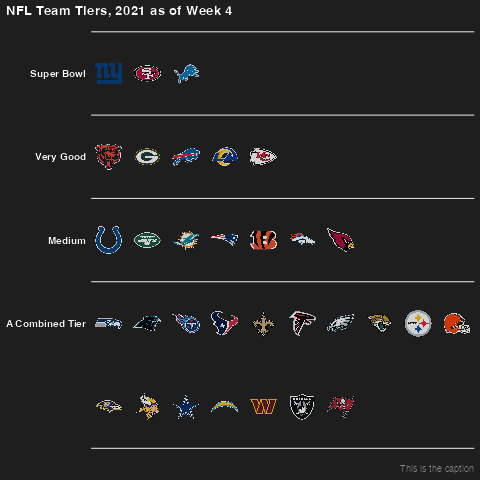 NFL Team Tiers, 2021 as of Week 4
Super Bowl
Very Good
Medium
A Combined Tier
This is the caption